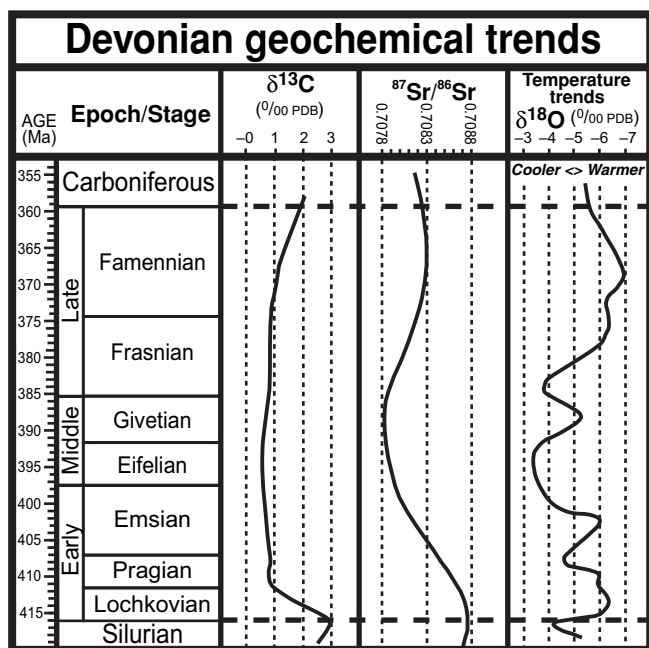 Devonian geochemical trends
AGE
(Ma)
Epoch/Stage
δ¹³C
(⁰/00 PDB)
–0 1 2 3
⁸⁷Sr/⁸⁶Sr
0.7078
0.7083
0.7088
Temperature
trends
δ¹⁸O (⁰/00 PDB)
–3 –4 –5 –6 –7
Cooler <> Warmer
355
360
365
370
375
380
385
390
395
400
405
410
415
Carboniferous
Late
Famennian
Frasnian
Middle
Givetian
Eifelian
Early
Emsian
Pragian
Lochkovian
Silurian